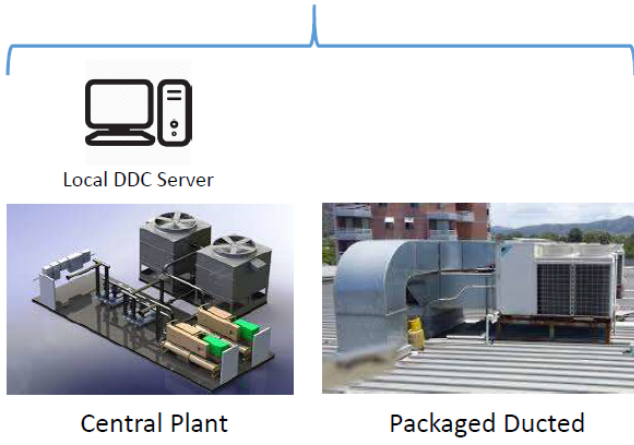 Local DDC Server
Central Plant
Packaged Ducted